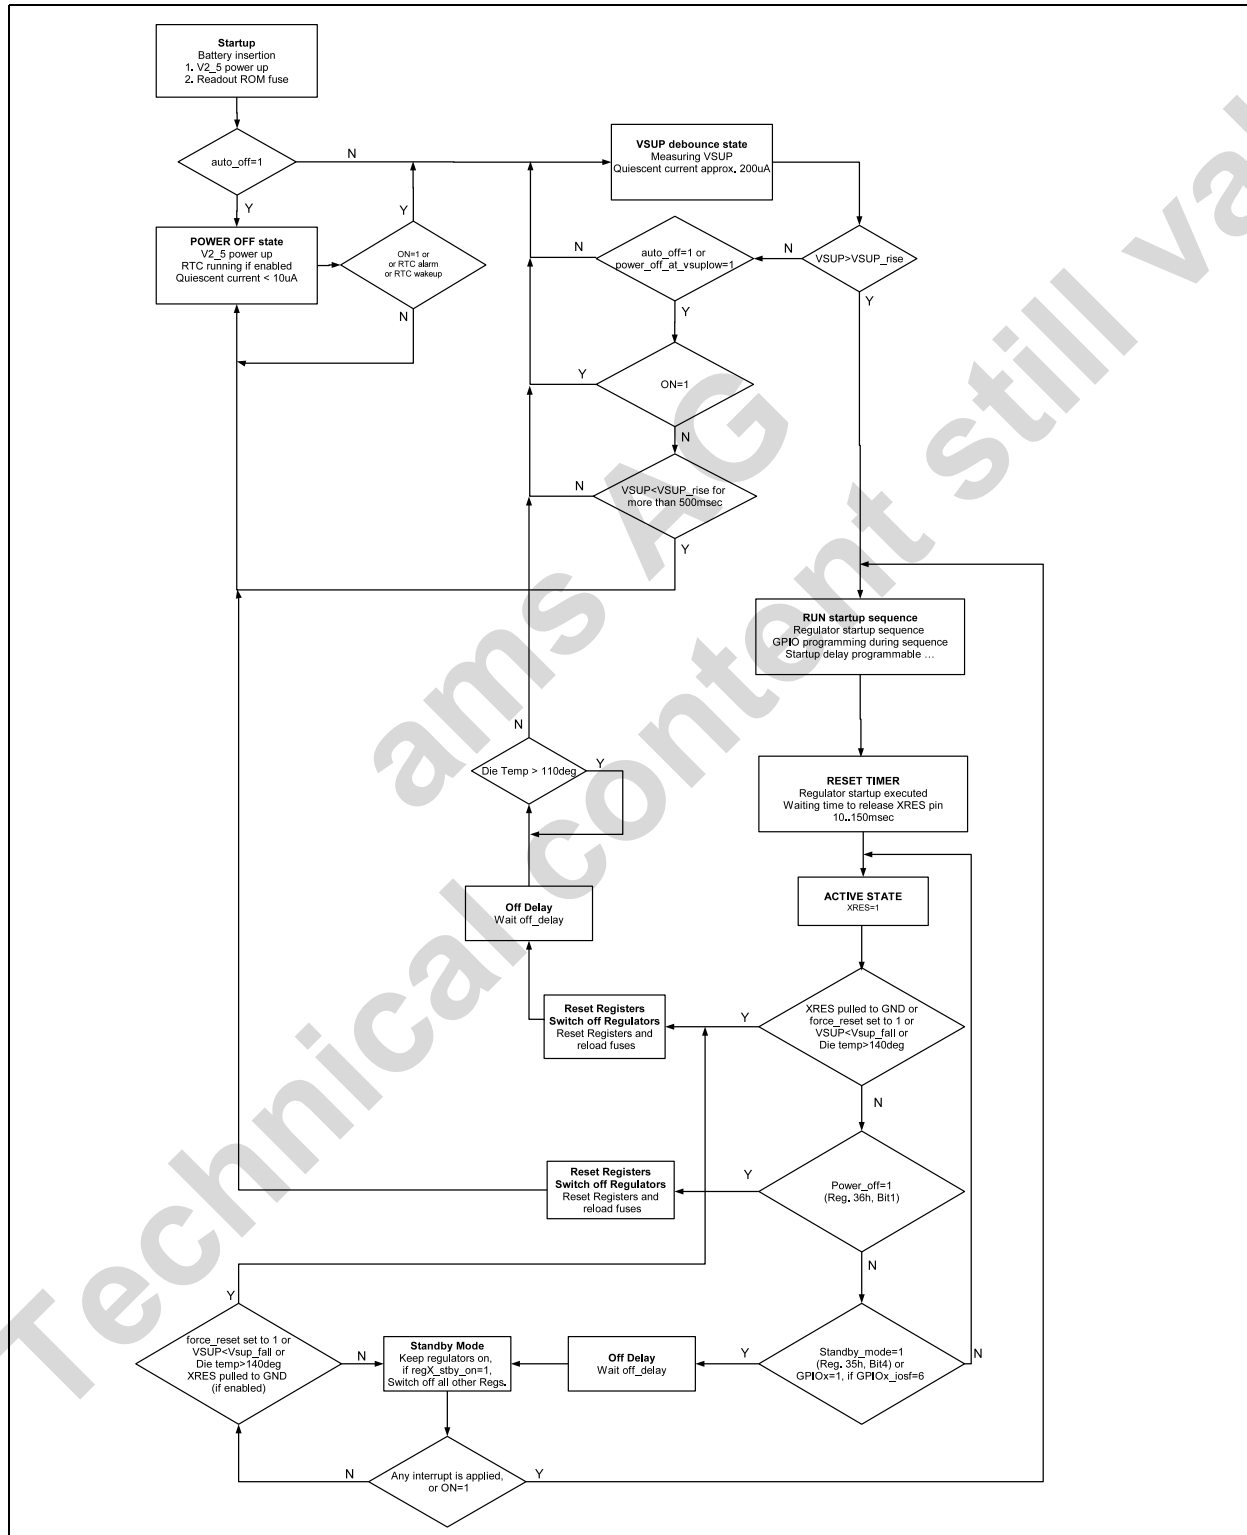 Startup
Battery insertion
1. V2_5 power up
2. Readout ROM fuse
auto_off=1
N
Y
VSUP debounce state
Measuring VSUP
Quiescent current approx. 200uA
POWER OFF state
V2_5 power up
RTC running if enabled
Quiescent current < 10uA
Y
ON=1 or
or RTC alarm
or RTC wakeup
N
N
auto_off=1 or
power_off_at_vsuplow=1
Y
N
VSUP>VSUP_rise
Y
Y
ON=1
N
N
VSUP<VSUP_rise for
more than 500msec
Y
RUN startup sequence
Regulator startup sequence
GPIO programming during sequence
Startup delay programmable ...
N
Die Temp > 110deg
Y
RESET TIMER
Regulator startup executed
Waiting time to release XRES pin
10..150msec
Off Delay
Wait off_delay
ACTIVE STATE
XRES=1
Reset Registers
Switch off Regulators
Reset Registers and
reload fuses
Y
XRES pulled to GND or
force_reset set to 1 or
VSUP<Vsup_fall or
Die temp>140deg
N
Reset Registers
Switch off Regulators
Reset Registers and
reload fuses
Y
Power_off=1
(Reg. 36h, Bit1)
N
Y
force_reset set to 1 or
VSUP<Vsup_fall or
Die temp>140deg
XRES pulled to GND
(if enabled)
N
Standby Mode
Keep regulators on,
if regX_stby_on=1,
Switch off all other Regs.
Off Delay
Wait off_delay
Y
Standby_mode=1
(Reg. 35h, Bit4) or
GPIOx=1, if GPIOx_iosf=6
N
N
Any interrupt is applied,
or ON=1
Y
ams AG
Technical content still